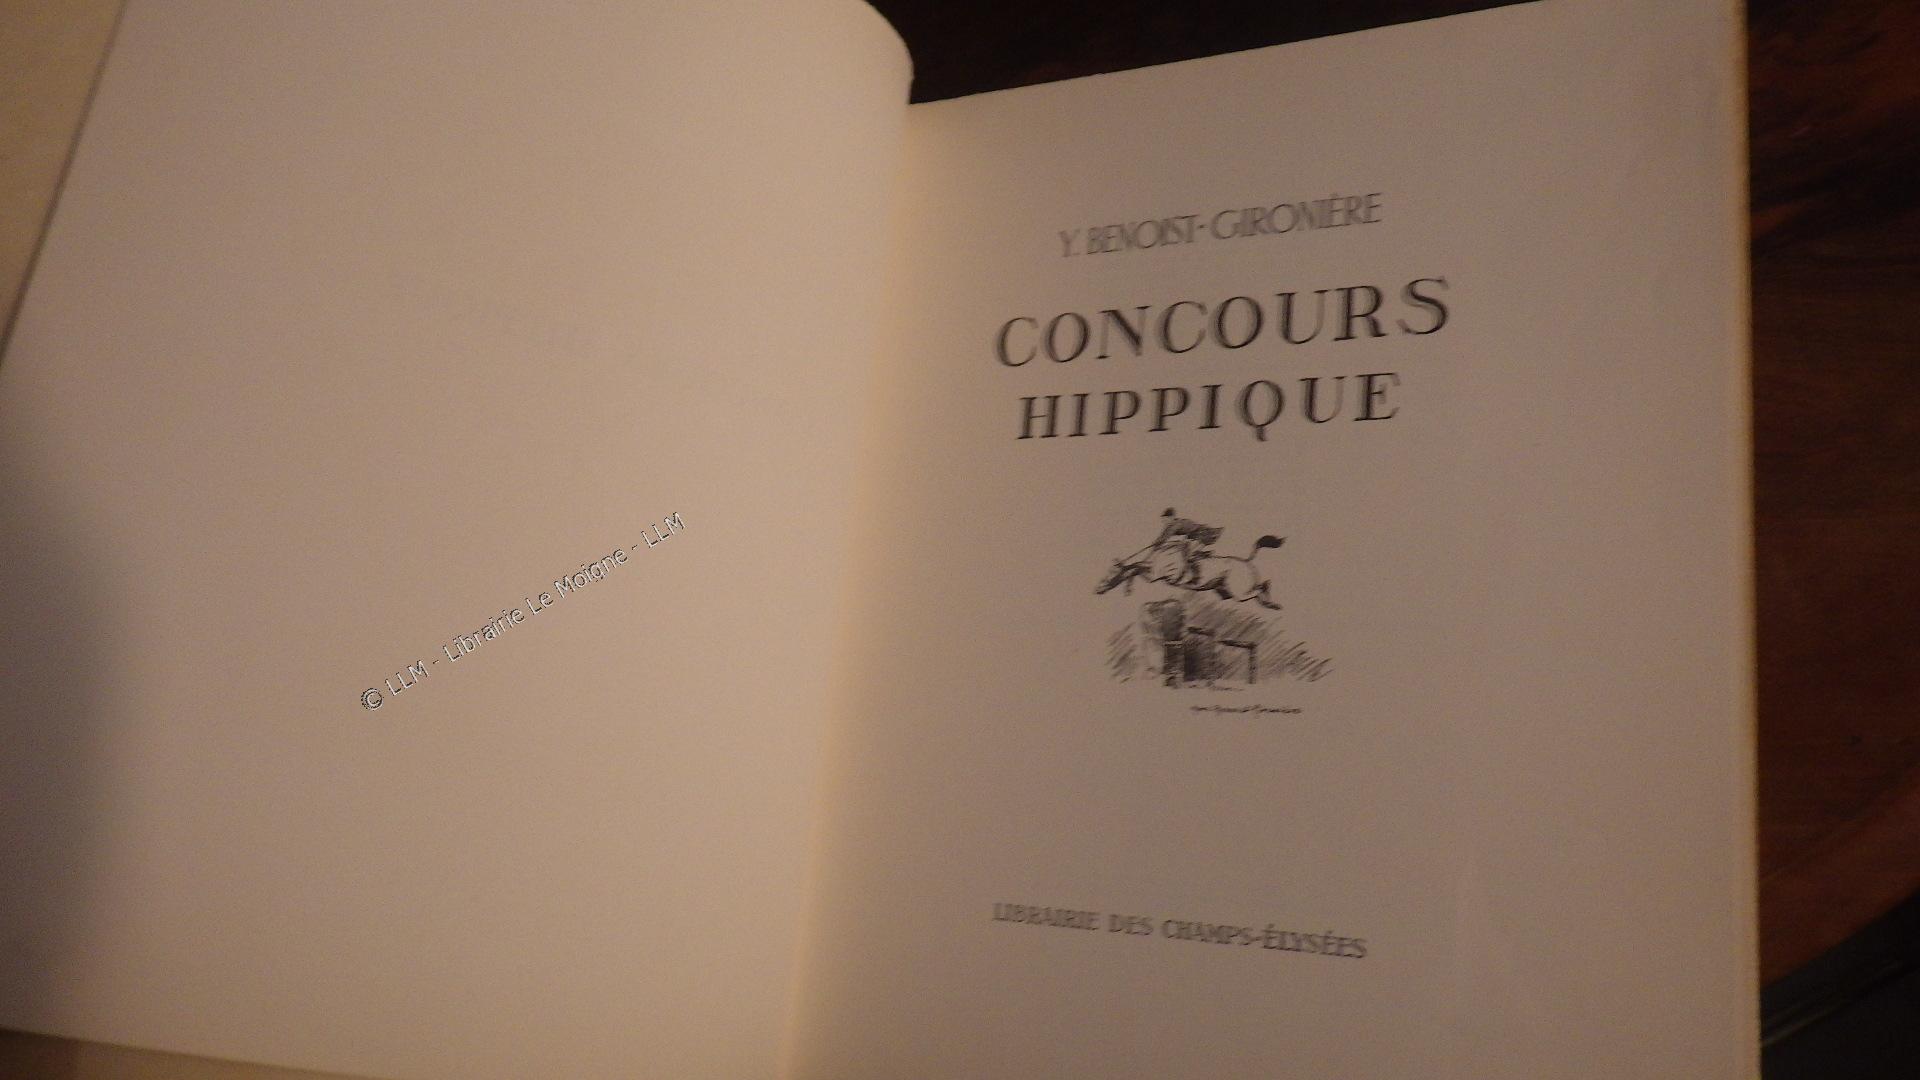 © LLM - Librairie Le Moigne - LLM
Y. BENOIST-GIRONIÈRE
CONCOURS
HIPPIQUE
LIBRAIRIE DES CHAMPS-ÉLYSÉES